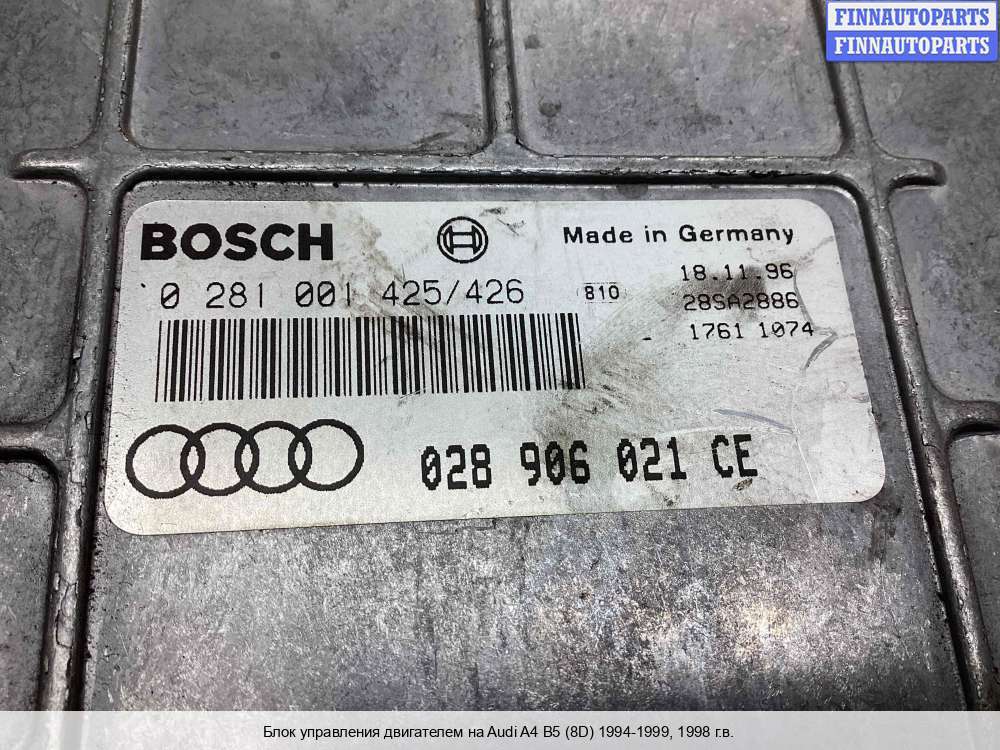 FINNAUTOPARTS
FINNAUTOPARTS
BOSCH
Made in Germany
0 281 001 425/426
810
18.11.96
28SA2886
1761 1074
028 906 021 CE
Блок управления двигателем на Audi A4 B5 (8D) 1994-1999, 1998 г.в.